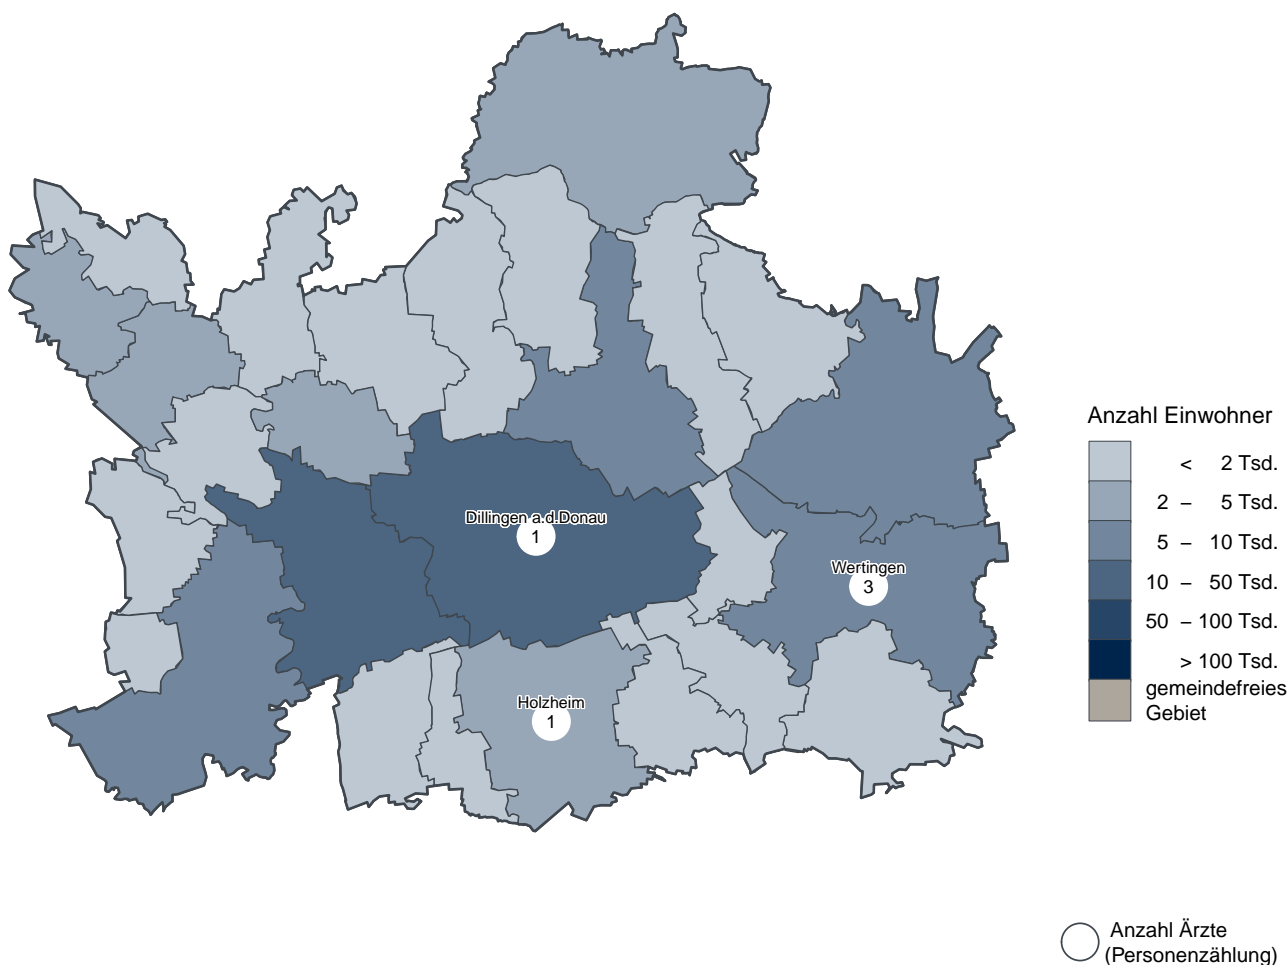 Dillingen a.d.Donau
1
Wertingen
3
Holzheim
1
Anzahl Einwohner
< 2 Tsd.
2 – 5 Tsd.
5 – 10 Tsd.
10 – 50 Tsd.
50 – 100 Tsd.
> 100 Tsd.
gemeindefreies
Gebiet
Anzahl Ärzte
(Personenzählung)